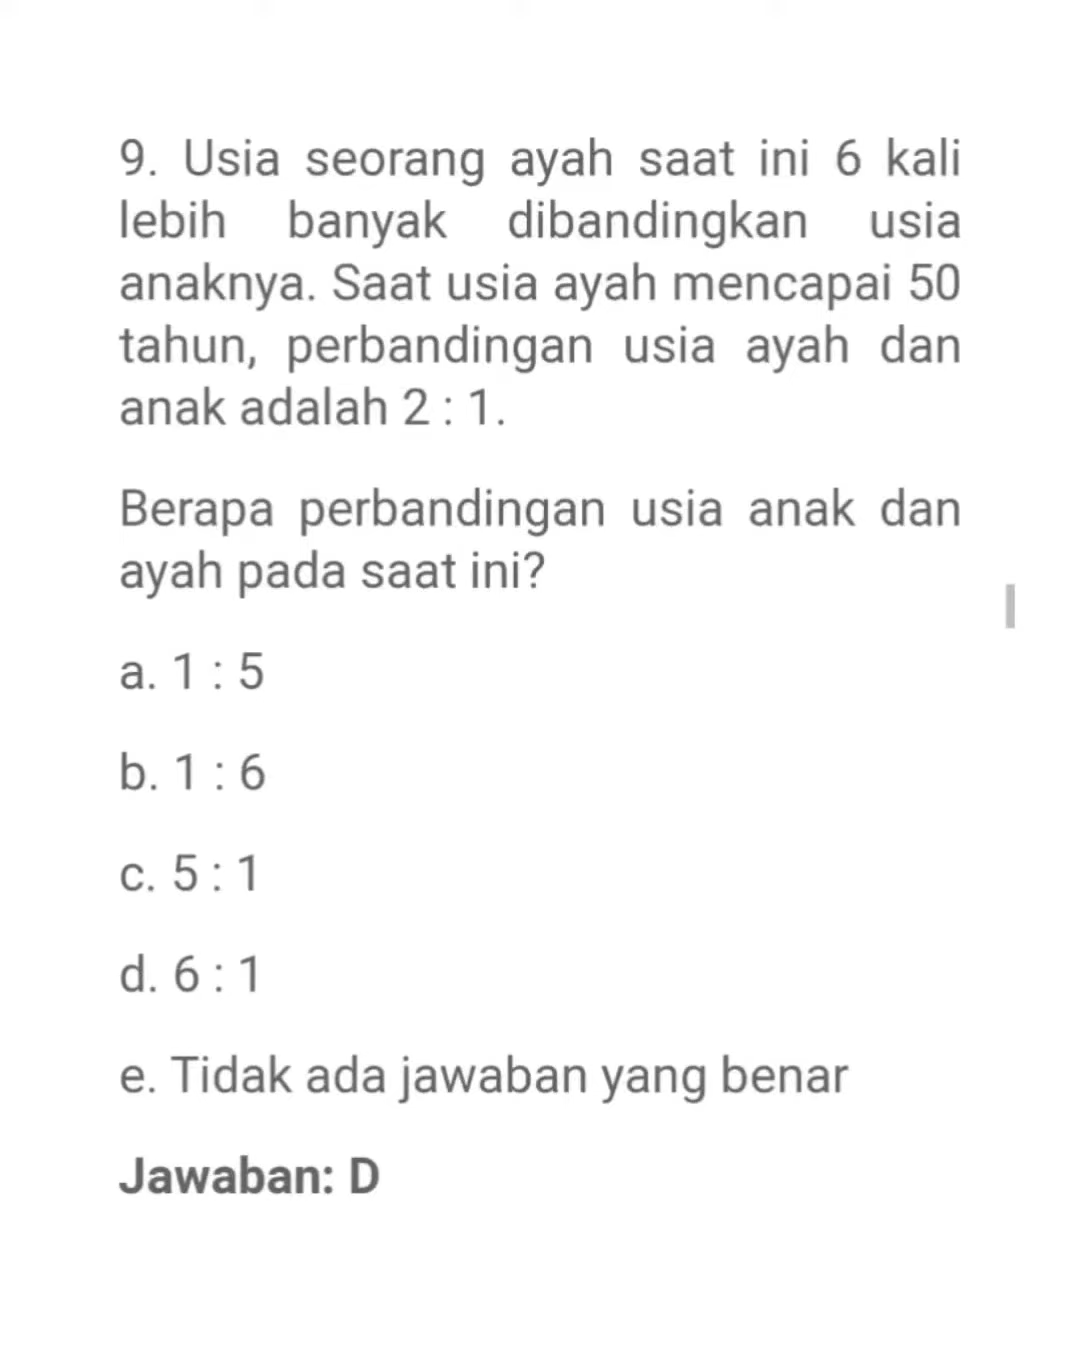 9. Usia seorang ayah saat ini 6 kali
lebih banyak dibandingkan usia
anaknya. Saat usia ayah mencapai 50
tahun, perbandingan usia ayah dan
anak adalah 2 : 1.
Berapa perbandingan usia anak dan
ayah pada saat ini?
a. 1 : 5
b. 1 : 6
c. 5 : 1
d. 6 : 1
e. Tidak ada jawaban yang benar
Jawaban: D